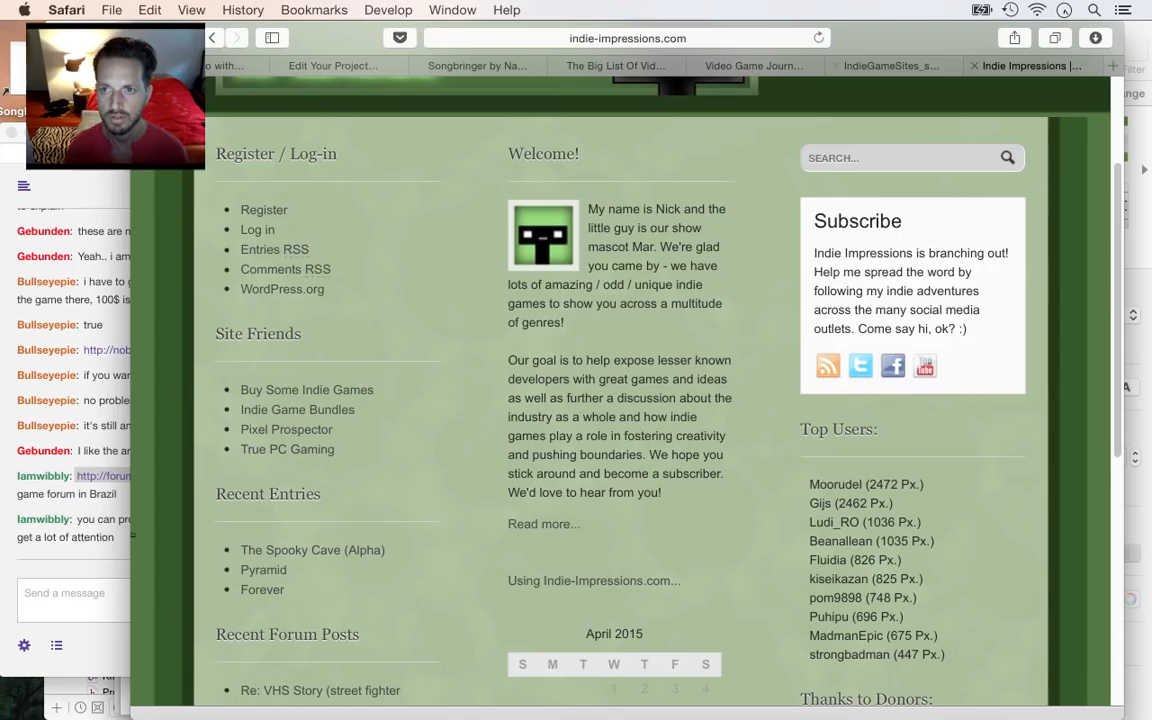 Safari File Edit View History Bookmarks Develop Window Help
indie-impressions.com
o with...
Edit Your Project...
Songbringer by Na...
The Big List Of Vid...
Video Game Journ...
IndieGameSites_s...
Indie Impressions |...
Filter
Register / Log-in
Register
Log in
Entries RSS
Comments RSS
WordPress.org
Site Friends
Buy Some Indie Games
Indie Game Bundles
Pixel Prospector
True PC Gaming
Recent Entries
The Spooky Cave (Alpha)
Pyramid
Forever
Recent Forum Posts
Re: VHS Story (street fighter
Welcome!
My name is Nick and the
little guy is our show
mascot Mar. We're glad
you came by - we have
lots of amazing / odd / unique indie
games to show you across a multitude
of genres!
Our goal is to help expose lesser known
developers with great games and ideas
as well as further a discussion about the
industry as a whole and how indie
games play a role in fostering creativity
and pushing boundaries. We hope you
stick around and become a subscriber.
We'd love to hear from you!
Read more...
Using Indie-Impressions.com...
April 2015
S M T W T F S
1 2 3 4
SEARCH...
Subscribe
Indie Impressions is branching out!
Help me spread the word by
following my indie adventures
across the many social media
outlets. Come say hi, ok? :)
You Tube
Top Users:
Moorudel (2472 Px.)
Gijs (2462 Px.)
Ludi_RO (1036 Px.)
Beanallean (1035 Px.)
Fluidia (826 Px.)
kiseikazan (825 Px.)
pom9898 (748 Px.)
Puhipu (696 Px.)
MadmanEpic (675 Px.)
strongbadman (447 Px.)
Thanks to Donors:
Gebunden: these are n
Gebunden: Yeah.. i am
Bullseyepie: i have to g
the game there, 100$ is
Bullseyepie: true
Bullseyepie: http://nob
Bullseyepie: if you wan
Bullseyepie: no proble
Bullseyepie: it's still an
Gebunden: I like the ar
Iamwibbly: http://forun
game forum in Brazil
Iamwibbly: you can pro
get a lot of attention
Send a message